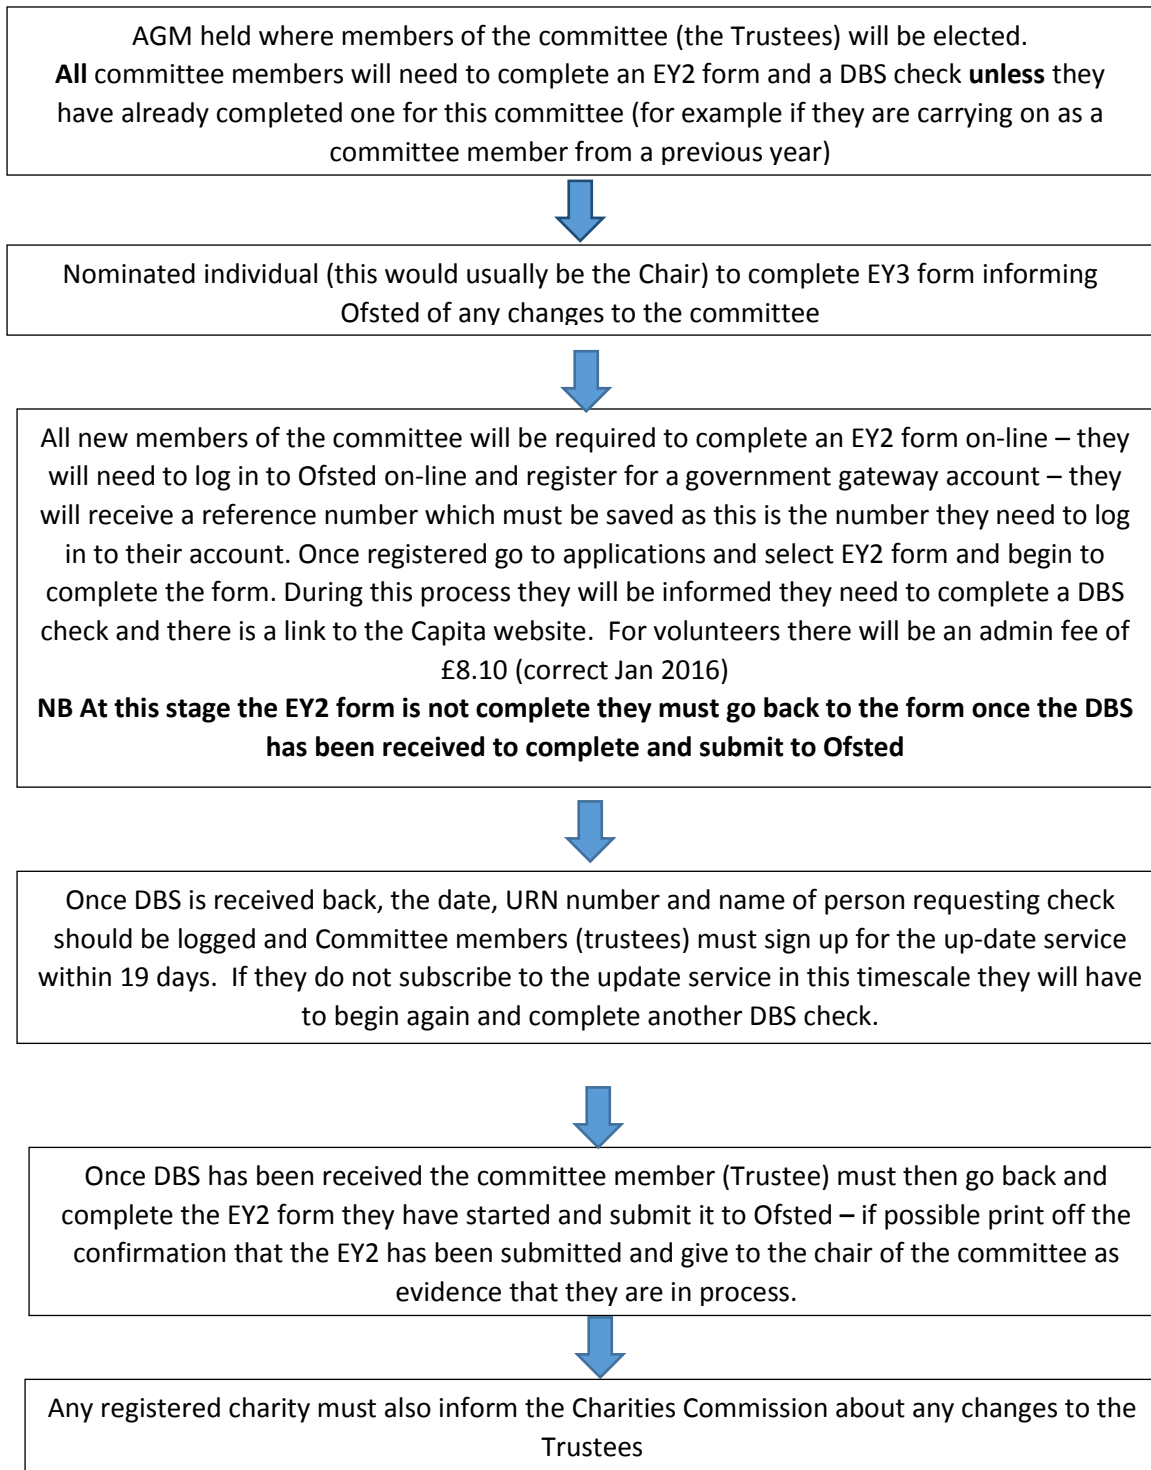 AGM held where members of the committee (the Trustees) will be elected.
All committee members will need to complete an EY2 form and a DBS check unless they
have already completed one for this committee (for example if they are carrying on as a
committee member from a previous year)
Nominated individual (this would usually be the Chair) to complete EY3 form informing
Ofsted of any changes to the committee
All new members of the committee will be required to complete an EY2 form on-line – they
will need to log in to Ofsted on-line and register for a government gateway account – they
will receive a reference number which must be saved as this is the number they need to log
in to their account. Once registered go to applications and select EY2 form and begin to
complete the form. During this process they will be informed they need to complete a DBS
check and there is a link to the Capita website.  For volunteers there will be an admin fee of
£8.10 (correct Jan 2016)
NB At this stage the EY2 form is not complete they must go back to the form once the DBS
has been received to complete and submit to Ofsted
Once DBS is received back, the date, URN number and name of person requesting check
should be logged and Committee members (trustees) must sign up for the up-date service
within 19 days.  If they do not subscribe to the update service in this timescale they will have
to begin again and complete another DBS check.
Once DBS has been received the committee member (Trustee) must then go back and
complete the EY2 form they have started and submit it to Ofsted – if possible print off the
confirmation that the EY2 has been submitted and give to the chair of the committee as
evidence that they are in process.
Any registered charity must also inform the Charities Commission about any changes to the
Trustees